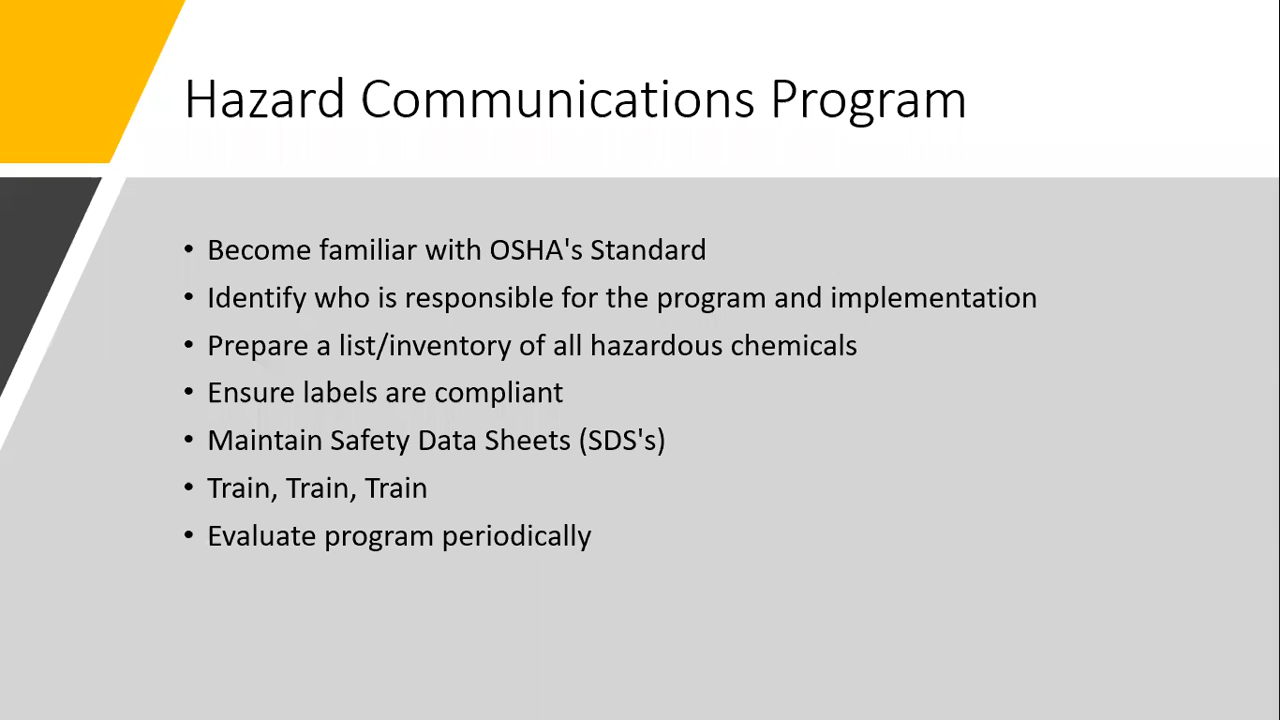 Hazard Communications Program
• Become familiar with OSHA's Standard
• Identify who is responsible for the program and implementation
• Prepare a list/inventory of all hazardous chemicals
• Ensure labels are compliant
• Maintain Safety Data Sheets (SDS's)
• Train, Train, Train
• Evaluate program periodically